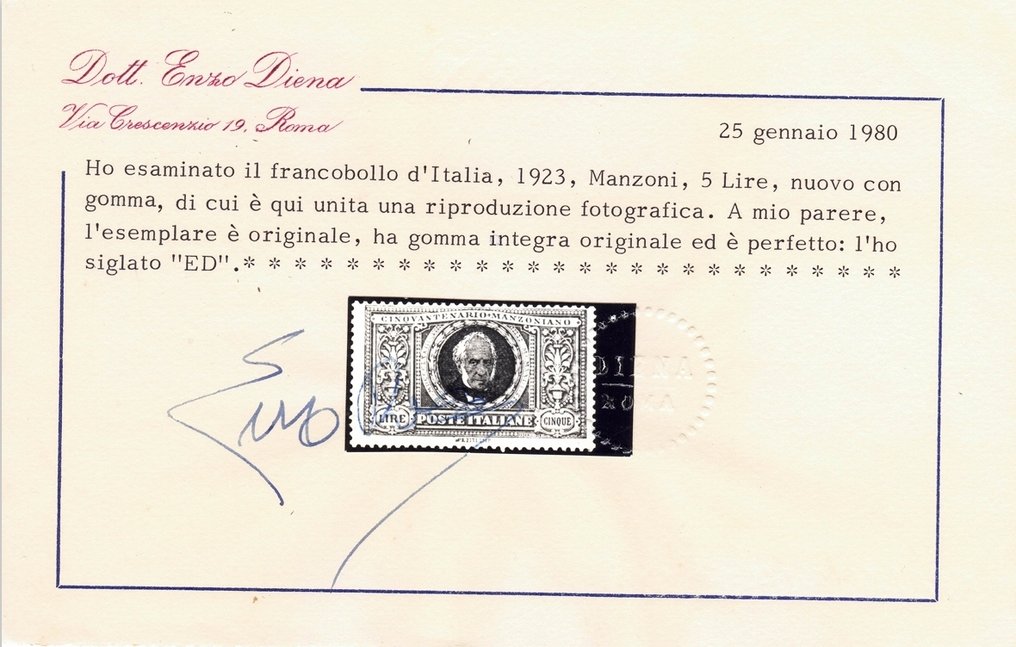 Dott. Enzo Diena
Via Crescenzio 19, Roma
25 gennaio 1980
Ho esaminato il francobollo d'Italia, 1923, Manzoni, 5 Lire, nuovo con
gomma, di cui è qui unita una riproduzione fotografica. A mio parere,
l'esemplare è originale, ha gomma integra originale ed è perfetto: l'ho
siglato "ED".* * * * * * * * * * * * * * * * * * * * * * * * * *
CINQVANTENARIO·MANZONIANO
LIRE POSTE ITALIANE CINQUE
Enzo Diena